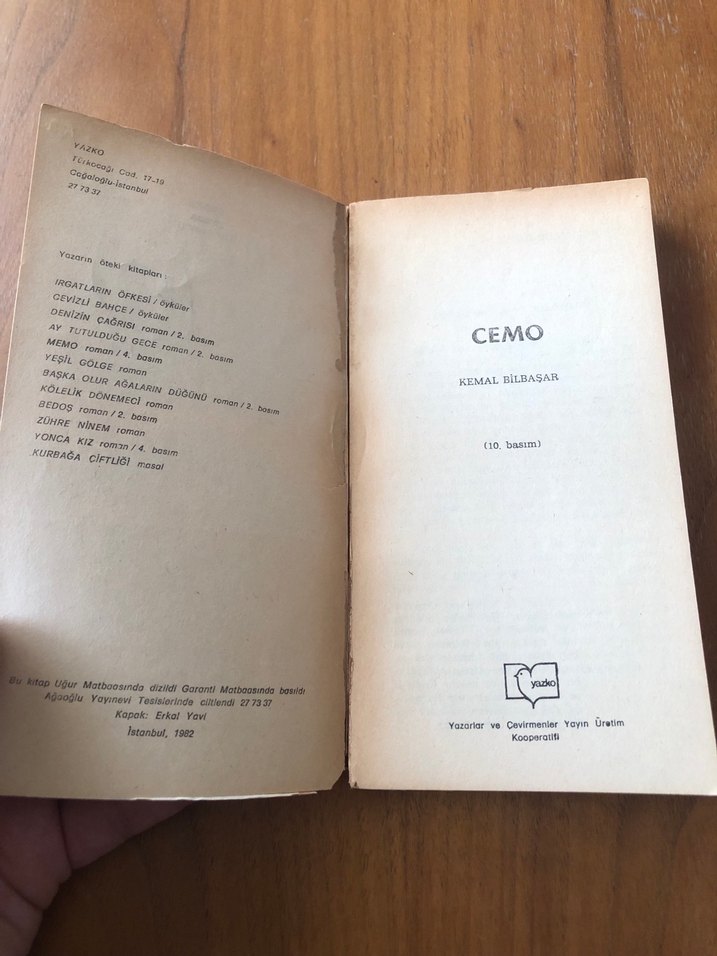 YAZKO
Türkocağı Cad. 17-19
Cağaloğlu-İstanbul
27 73 37
Yazarın öteki kitapları :
IRGATLARIN ÖFKESİ / öyküler
CEVİZLİ BAHÇE / öyküler
DENİZİN ÇAĞRISI roman / 2. basım
AY TUTULDUĞU GECE roman / 2. basım
MEMO roman / 4. basım
YEŞİL GÖLGE roman
BAŞKA OLUR AĞALARIN DÜĞÜNÜ roman / 2. basım
KÖLELİK DÖNEMECİ roman
BEDOŞ roman / 2. basım
ZÜHRE NİNEM roman
YONCA KIZ roman / 4. basım
KURBAĞA ÇİFTLİĞİ masal
Bu kitap Uğur Matbaasında dizildi Garanti Matbaasında basıldı
Ağaoğlu Yayınevi Tesislerinde ciltlendi 27 73 37
Kapak: Erkal Yavi
İstanbul, 1982
CEMO
KEMAL BİLBAŞAR
(10. basım)
yazko
Yazarlar ve Çevirmenler Yayın Üretim
Kooperatifi